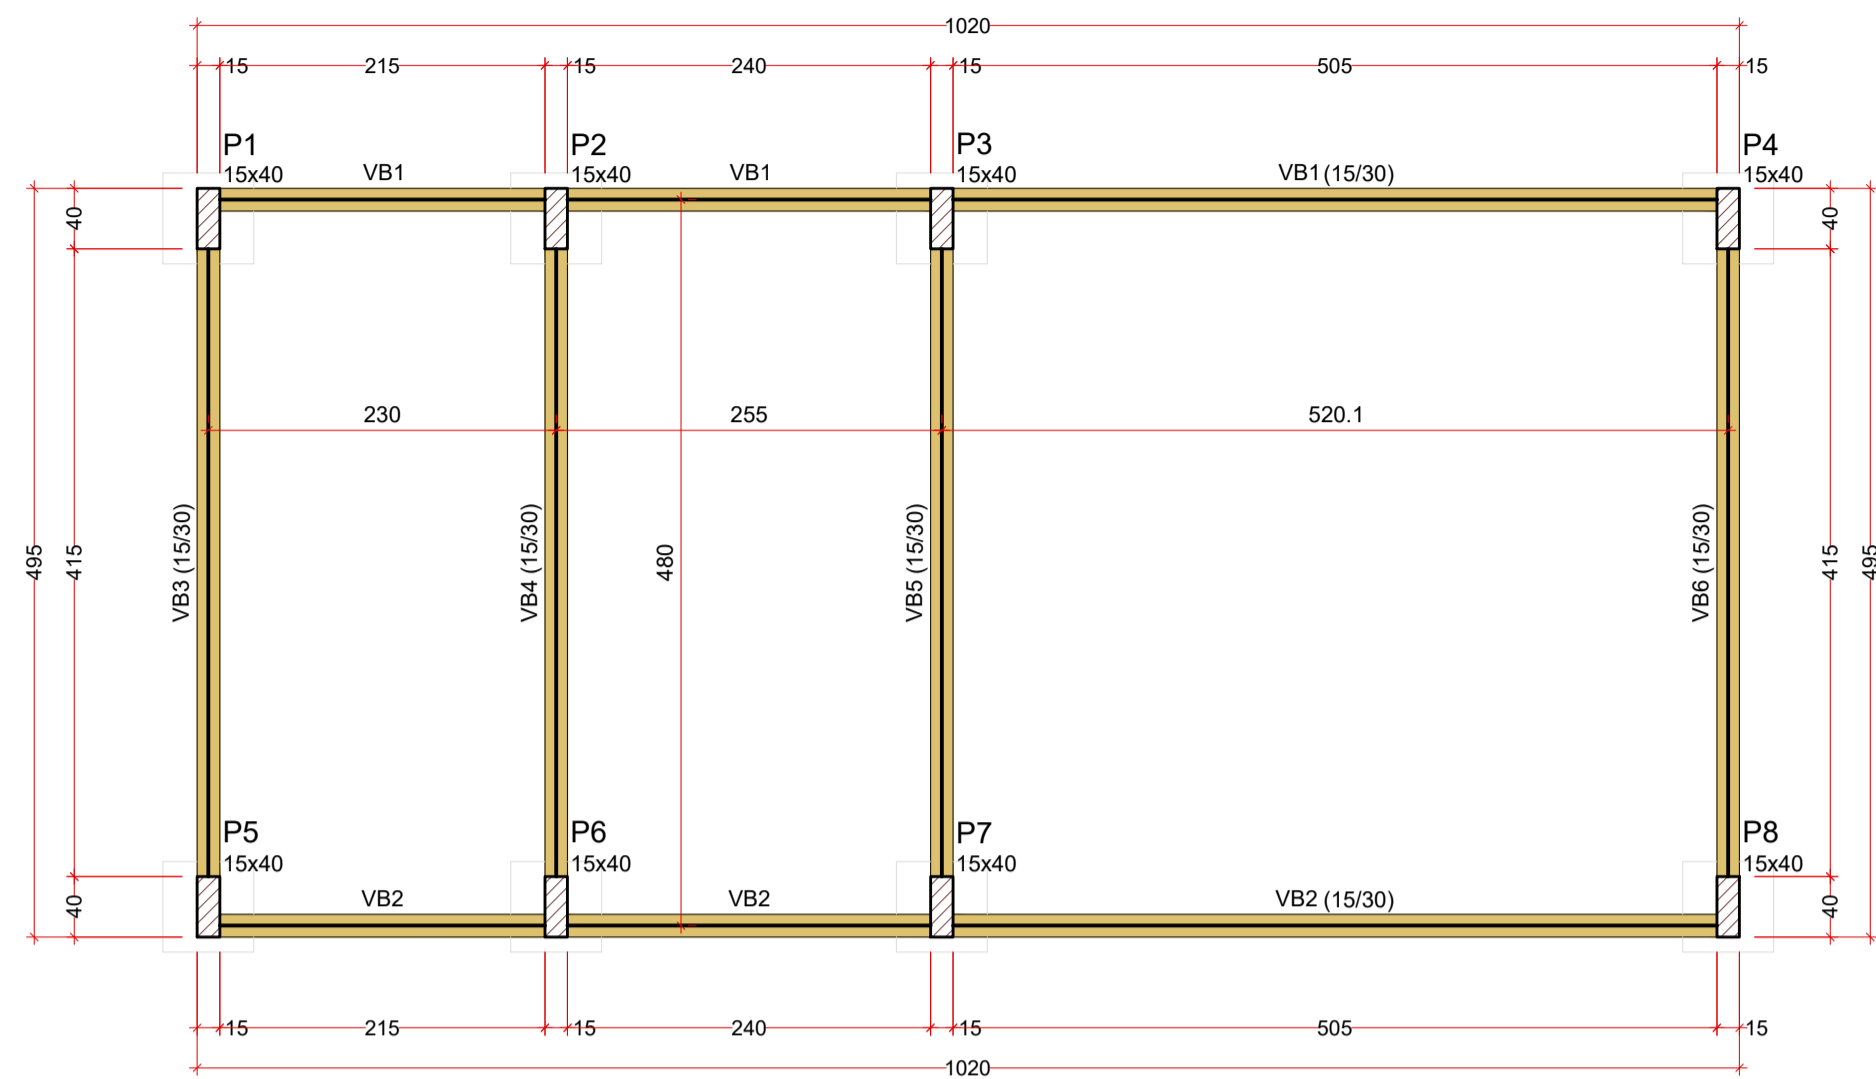 1020
15 215 15 240 15 505 15
P1 P2 P3 P4
15x40 VB1 15x40 VB1 15x40 VB1 (15/30) 15x40
40 40
230 255 520.1
495 415 VB3 (15/30) VB4 (15/30) 480 VB5 (15/30) VB6 (15/30) 415 495
P5 P6 P7 P8
15x40 15x40 15x40 15x40
40 VB2 VB2 VB2 (15/30) 40
15 215 15 240 15 505 15
1020